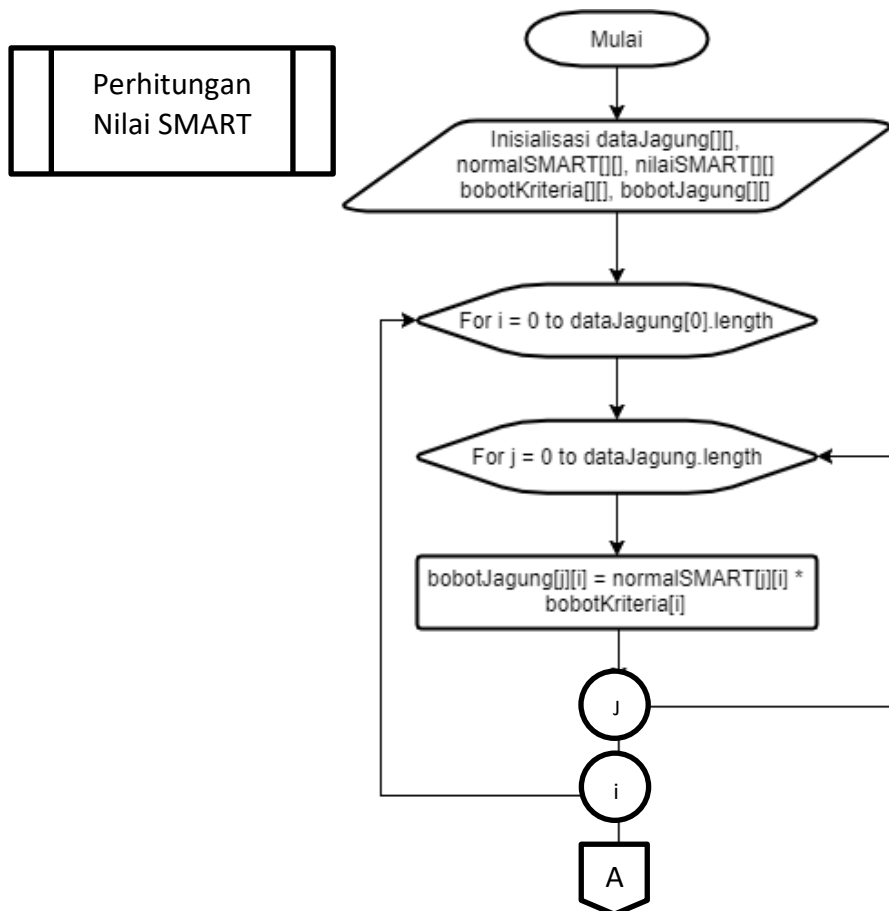 Perhitungan
Nilai SMART
Mulai
Inisialisasi dataJagung[][],
normalSMART[][], nilaiSMART[][]
bobotKriteria[][], bobotJagung[][]
For i = 0 to dataJagung[0].length
For j = 0 to dataJagung.length
bobotJagung[j][i] = normalSMART[j][i] *
bobotKriteria[i]
J
i
A